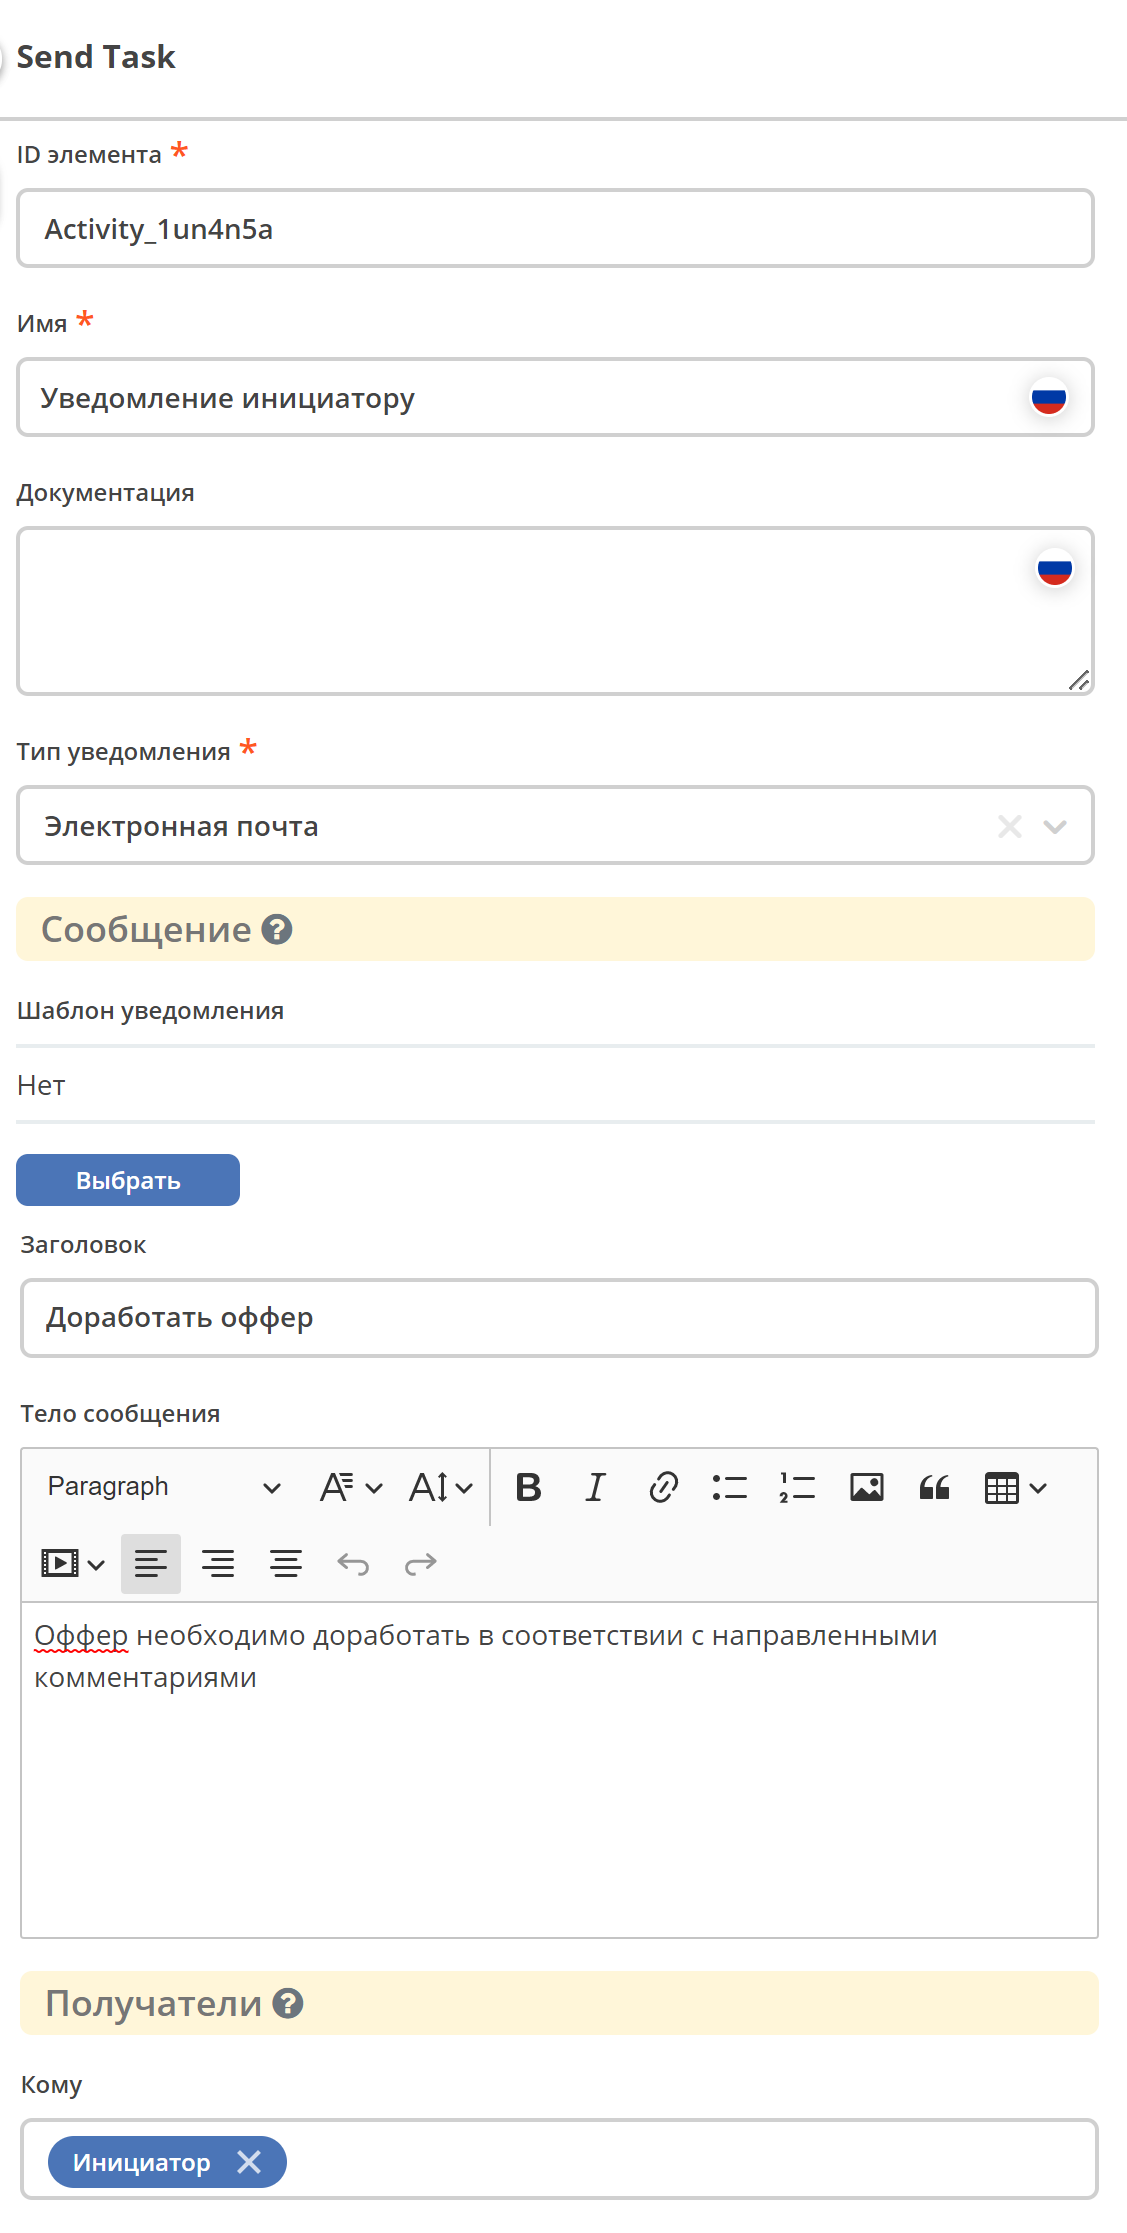 Send Task
ID элемента *
Activity_1un4n5a
Имя *
Уведомление инициатору
Документация
Тип уведомления *
Электронная почта
Сообщение ?
Шаблон уведомления
Нет
Выбрать
Заголовок
Доработать оффер
Тело сообщения
Paragraph
Оффер необходимо доработать в соответствии с направленными
комментариями
Получатели ?
Кому
Инициатор